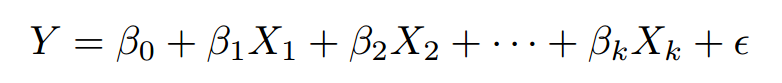 Y = β₀ + β₁X₁ + β₂X₂ + ··· + βₖXₖ + ϵ